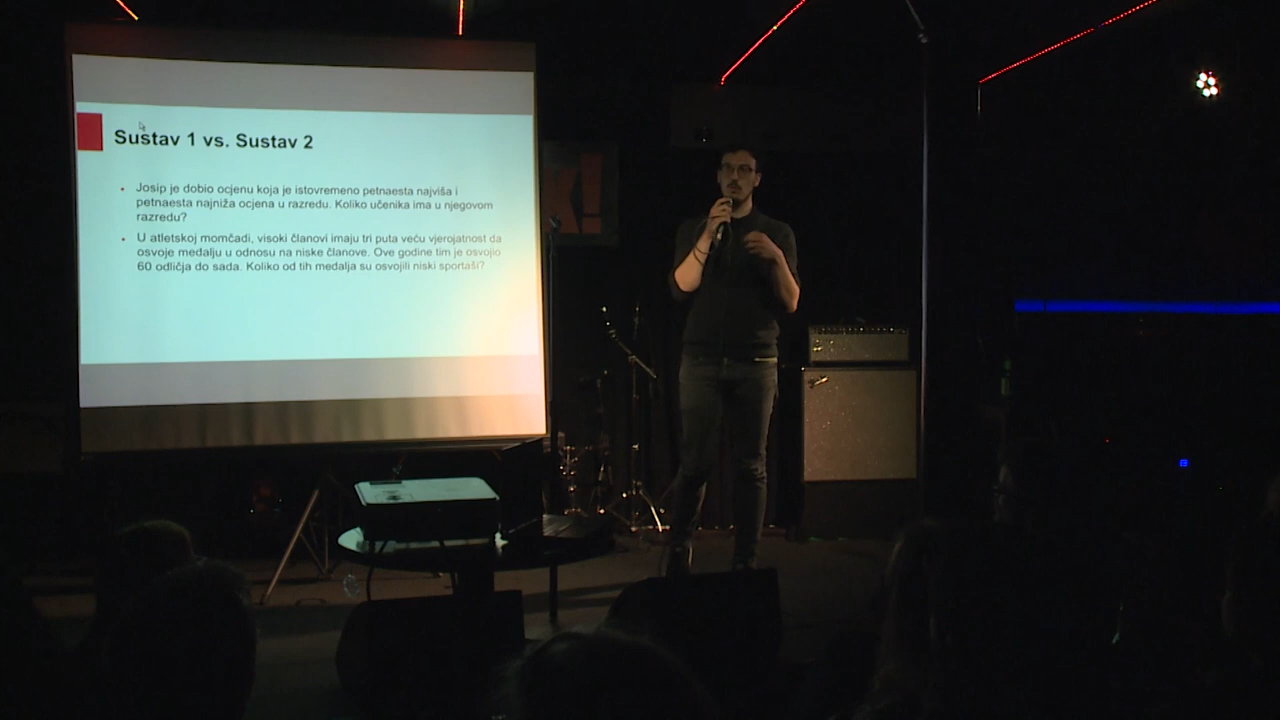 Sustav 1 vs. Sustav 2
Josip je dobio ocjenu koja je istovremeno petnaesta najviša i
petnaesta najniža ocjena u razredu. Koliko učenika ima u njegovom
razredu?
U atletskoj momčadi, visoki članovi imaju tri puta veću vjerojatnost da
osvoje medalju u odnosu na niske članove. Ove godine tim je osvojio
60 odličja do sada. Koliko od tih medalja su osvojili niski sportaši?